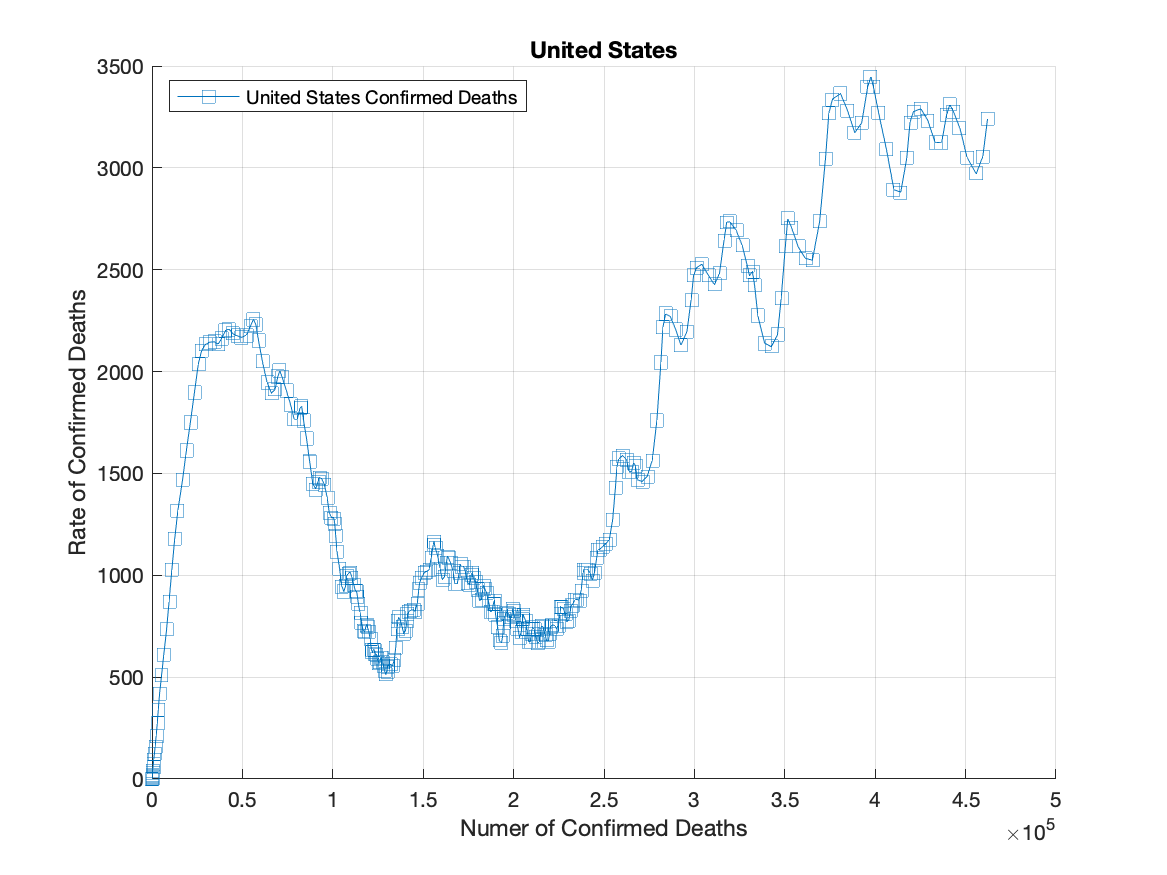 United States
United States Confirmed Deaths
Rate of Confirmed Deaths
3500
3000
2500
2000
1500
1000
500
0
0 0.5 1 1.5 2 2.5 3 3.5 4 4.5 5
Numer of Confirmed Deaths
×10^5